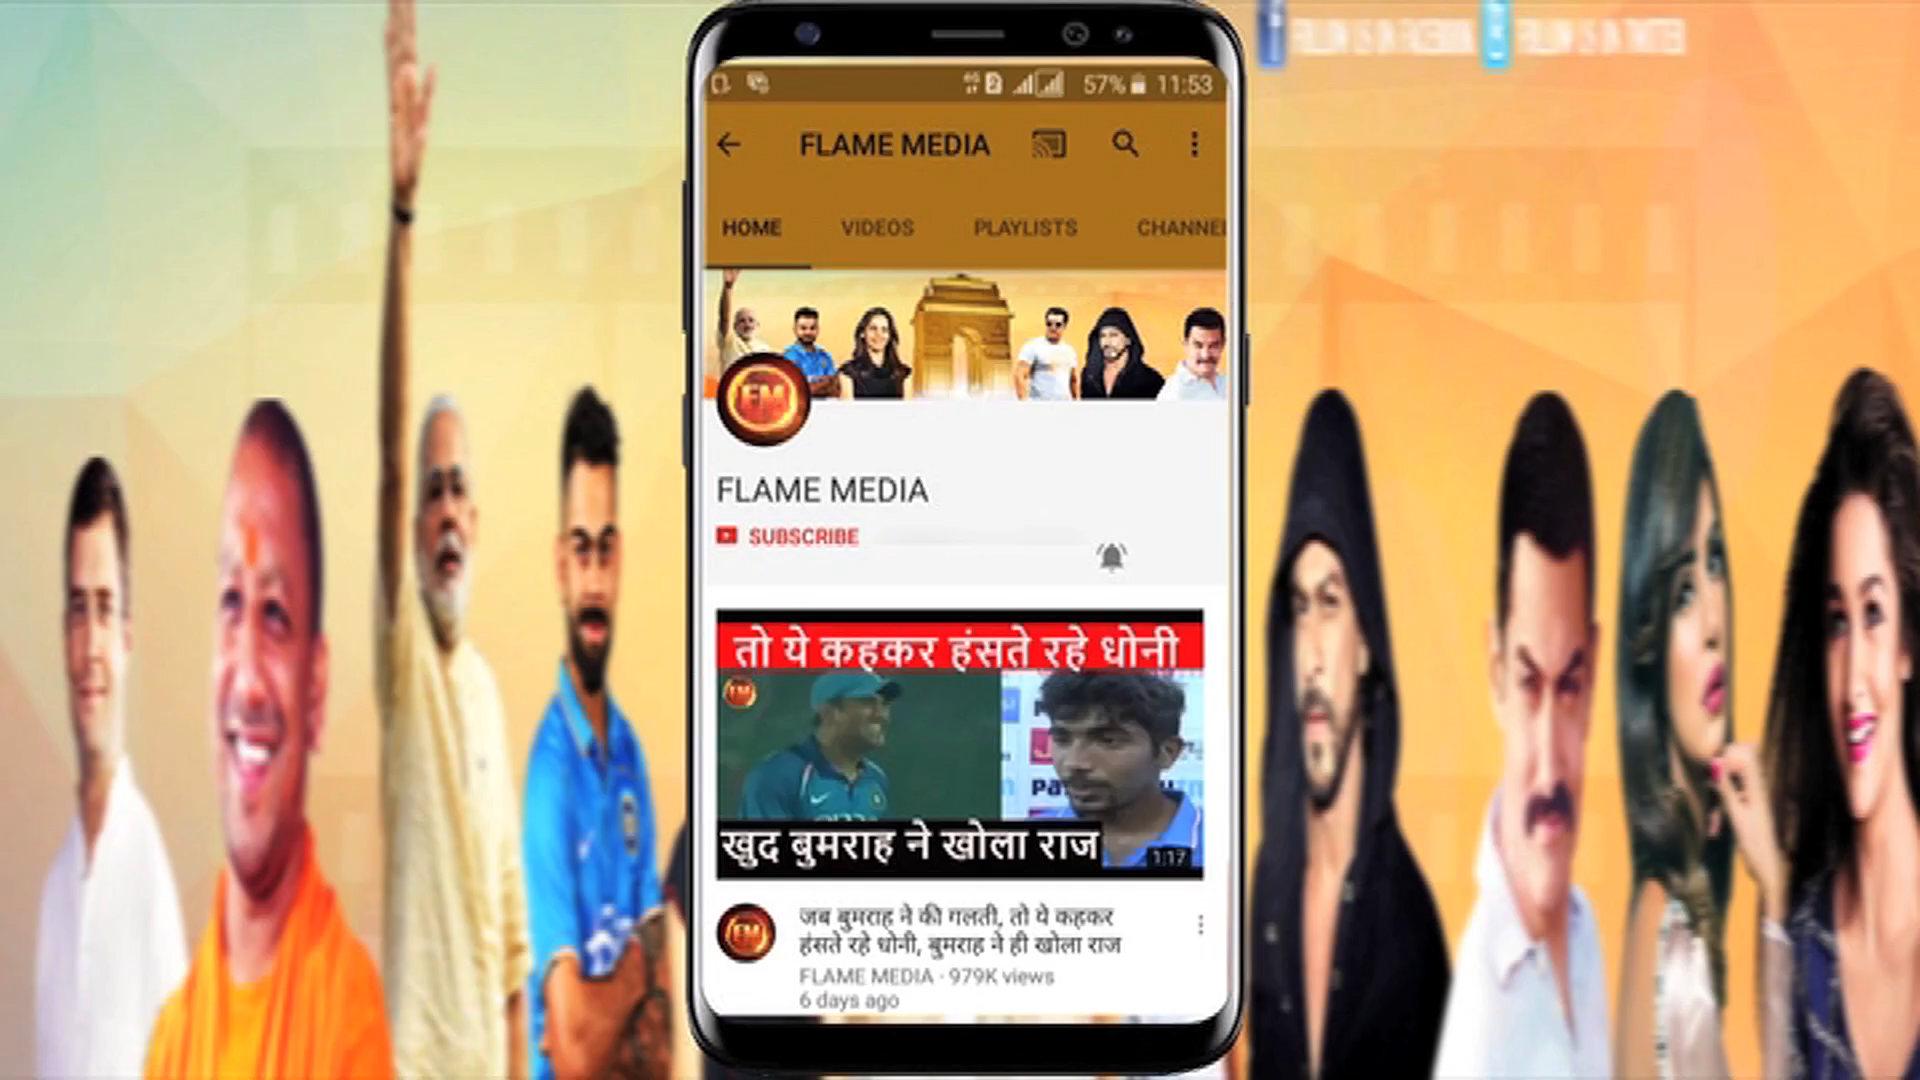 57% 11:53
FLAME MEDIA
HOME VIDEOS PLAYLISTS CHANNEL
FM
FLAME MEDIA
SUBSCRIBE
तो ये कहकर हंसते रहे धोनी
FM
खुद बुमराह ने खोला राज
1:17
FM
जब बुमराह ने की गलती, तो ये कहकर
हंसते रहे धोनी, बुमराह ने ही खोला राज
FLAME MEDIA · 979K views
6 days ago